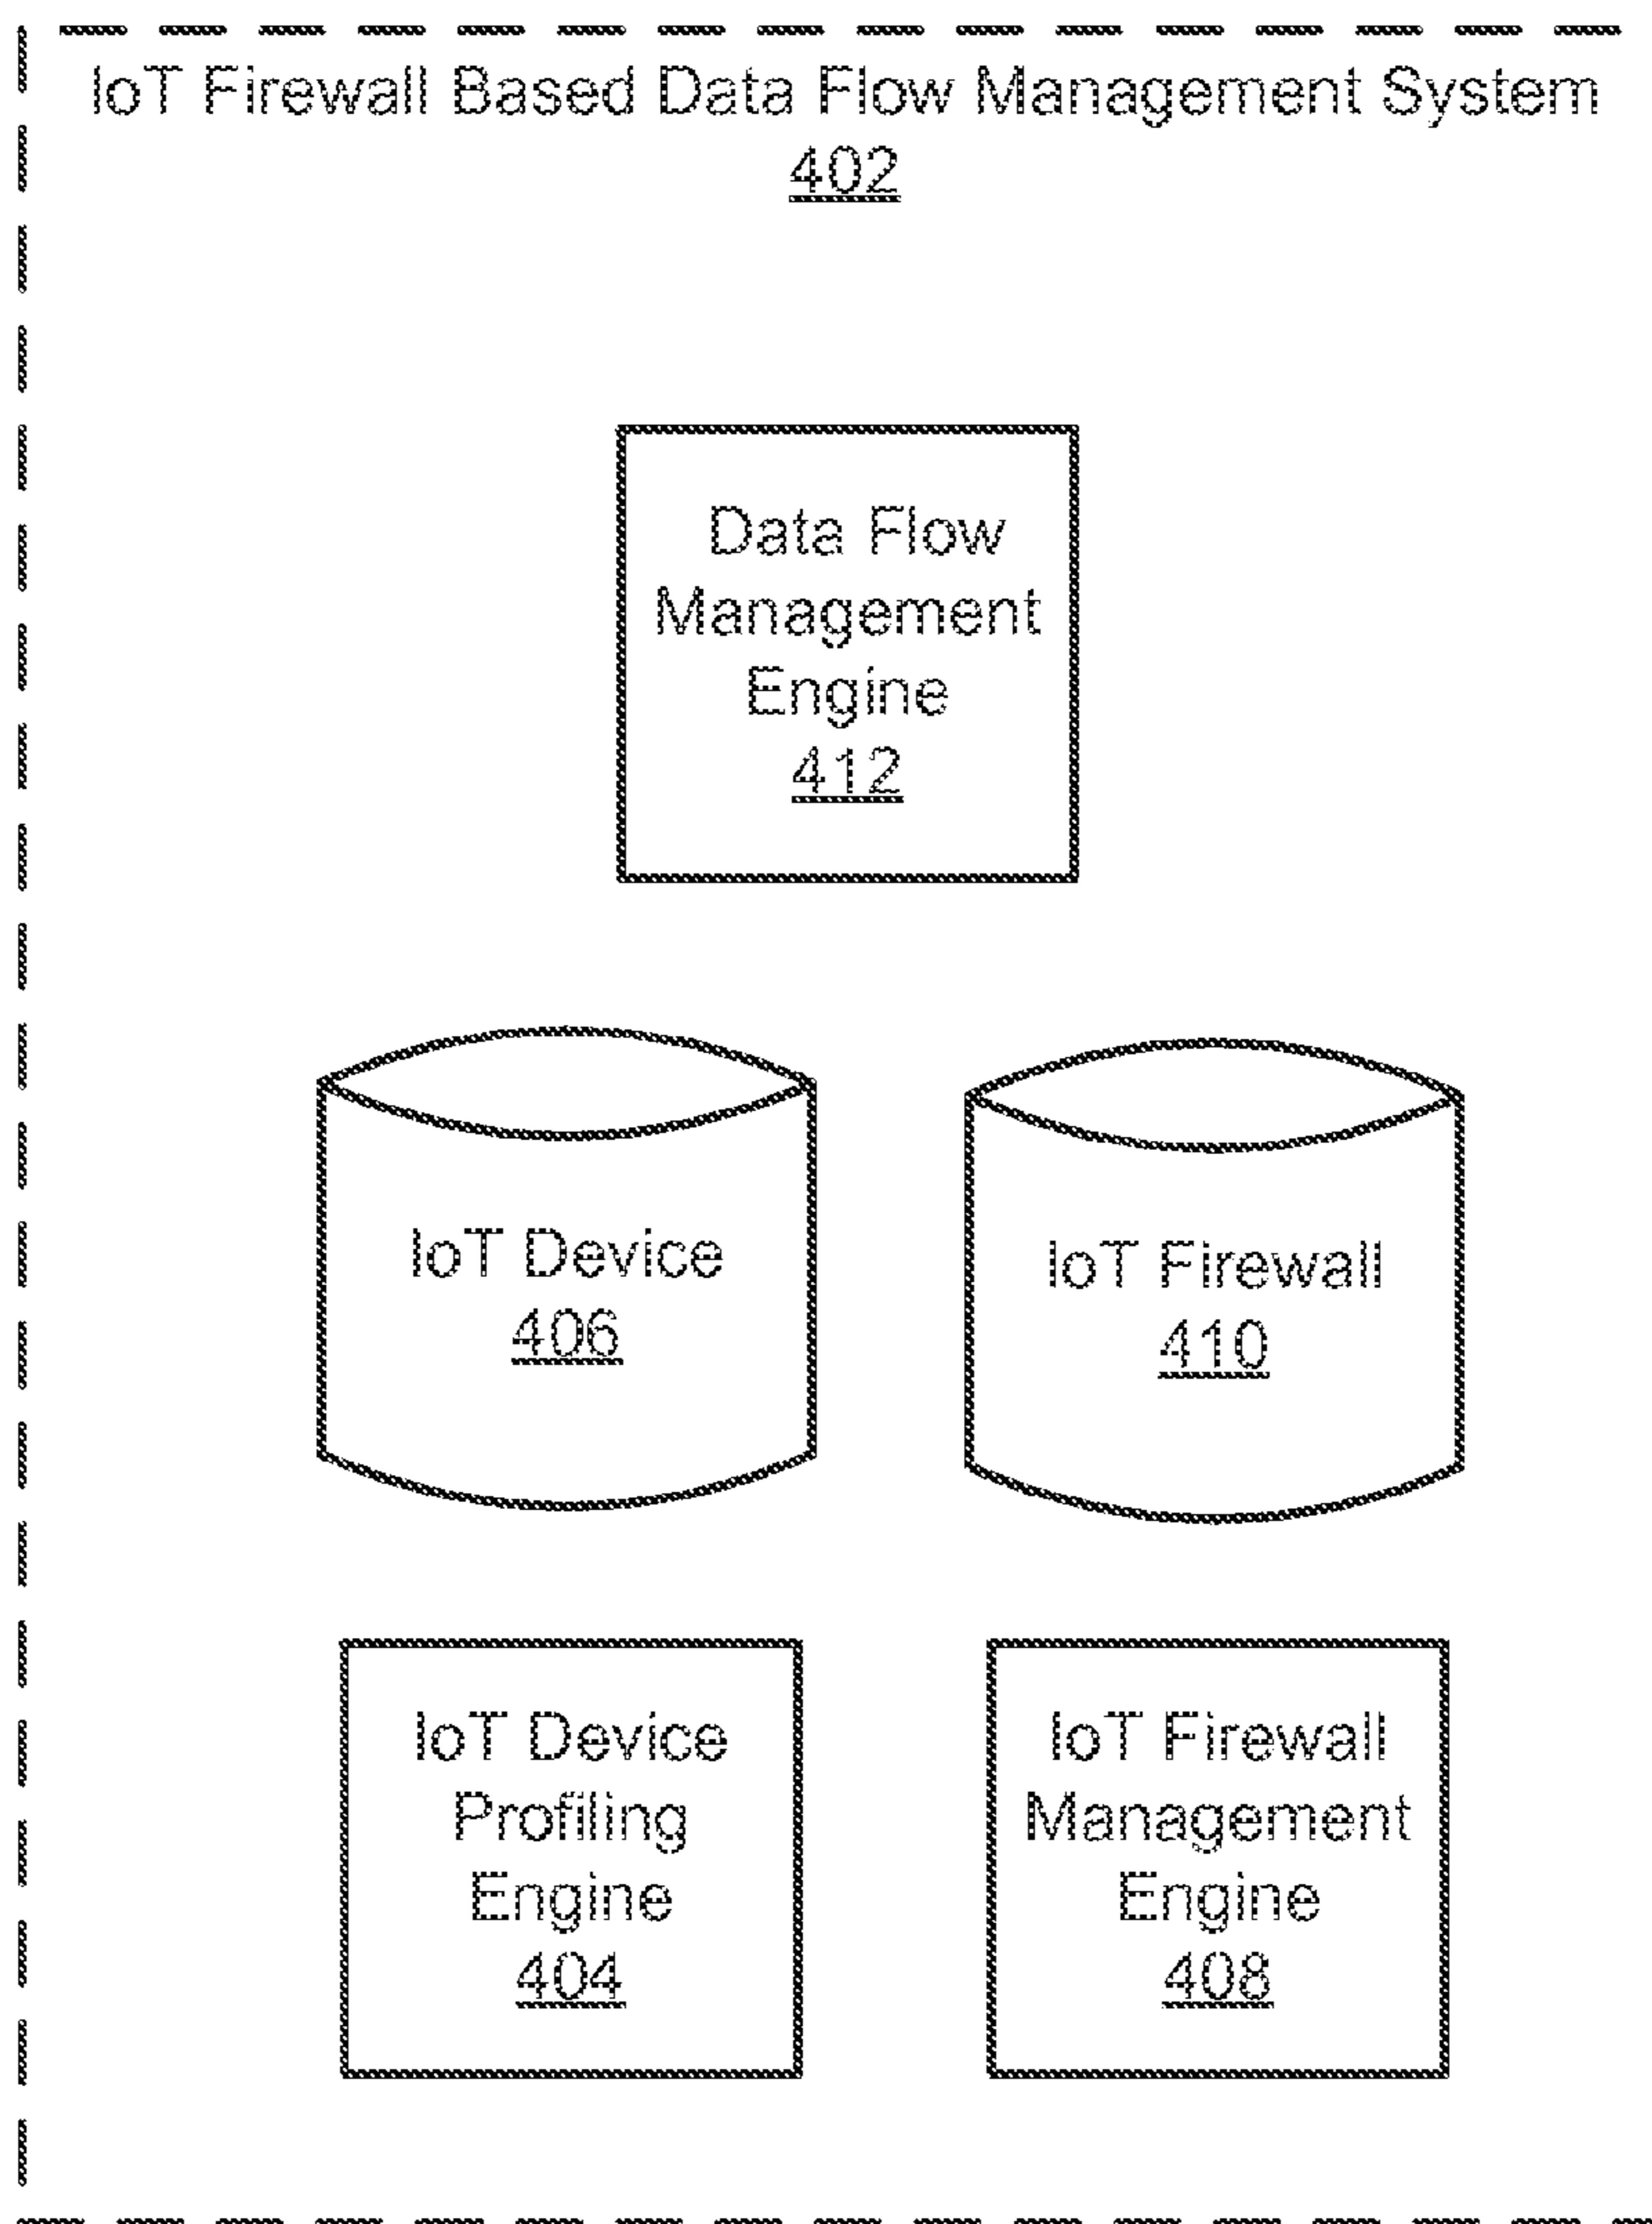 IoT Firewall Based Data Flow Management System
402
Data Flow
Management
Engine
412
IoT Device
406
IoT Firewall
410
IoT Device
Profiling
Engine
404
IoT Firewall
Management
Engine
408